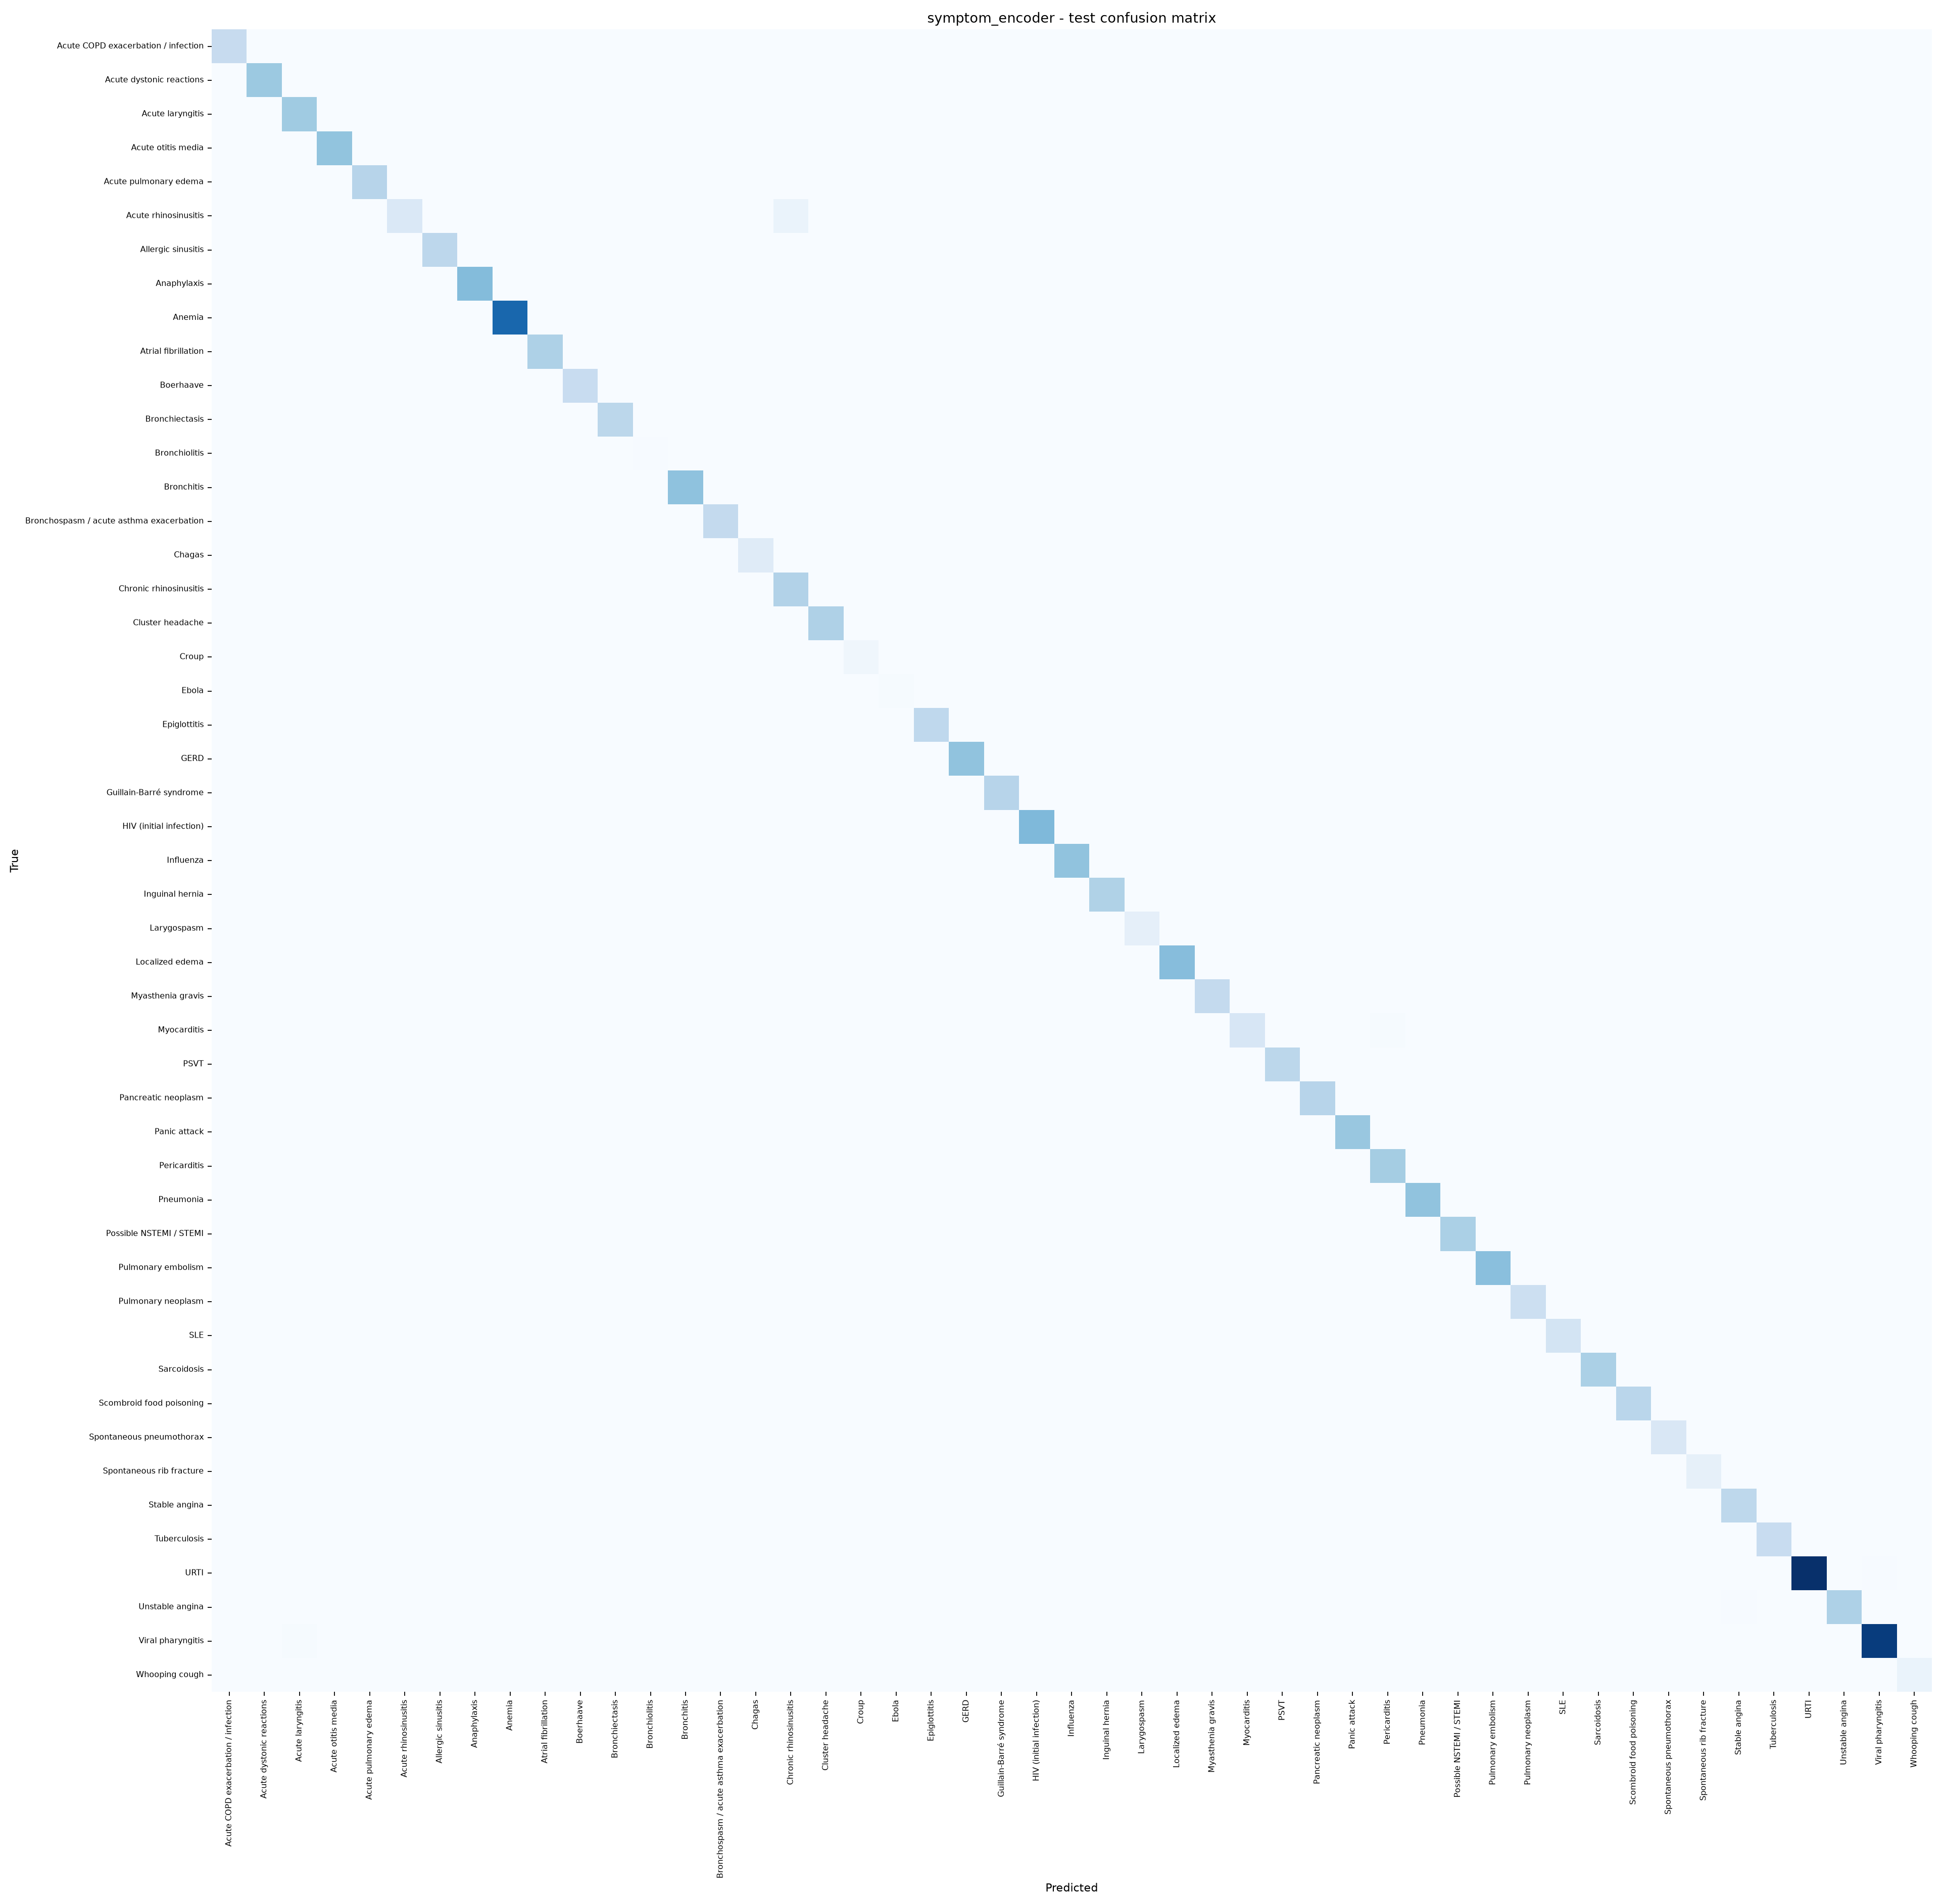 symptom_encoder - test confusion matrix
True
Acute COPD exacerbation / infection
Acute dystonic reactions
Acute laryngitis
Acute otitis media
Acute pulmonary edema
Acute rhinosinusitis
Allergic sinusitis
Anaphylaxis
Anemia
Atrial fibrillation
Boerhaave
Bronchiectasis
Bronchiolitis
Bronchitis
Bronchospasm / acute asthma exacerbation
Chagas
Chronic rhinosinusitis
Cluster headache
Croup
Ebola
Epiglottitis
GERD
Guillain-Barré syndrome
HIV (initial infection)
Influenza
Inguinal hernia
Larygospasm
Localized edema
Myasthenia gravis
Myocarditis
PSVT
Pancreatic neoplasm
Panic attack
Pericarditis
Pneumonia
Possible NSTEMI / STEMI
Pulmonary embolism
Pulmonary neoplasm
SLE
Sarcoidosis
Scombroid food poisoning
Spontaneous pneumothorax
Spontaneous rib fracture
Stable angina
Tuberculosis
URTI
Unstable angina
Viral pharyngitis
Whooping cough
Acute COPD exacerbation / infection
Acute dystonic reactions
Acute laryngitis
Acute otitis media
Acute pulmonary edema
Acute rhinosinusitis
Allergic sinusitis
Anaphylaxis
Anemia
Atrial fibrillation
Boerhaave
Bronchiectasis
Bronchiolitis
Bronchitis
Bronchospasm / acute asthma exacerbation
Chagas
Chronic rhinosinusitis
Cluster headache
Croup
Ebola
Epiglottitis
GERD
Guillain-Barré syndrome
HIV (initial infection)
Influenza
Inguinal hernia
Larygospasm
Localized edema
Myasthenia gravis
Myocarditis
PSVT
Pancreatic neoplasm
Panic attack
Pericarditis
Pneumonia
Possible NSTEMI / STEMI
Pulmonary embolism
Pulmonary neoplasm
SLE
Sarcoidosis
Scombroid food poisoning
Spontaneous pneumothorax
Spontaneous rib fracture
Stable angina
Tuberculosis
URTI
Unstable angina
Viral pharyngitis
Whooping cough
Predicted